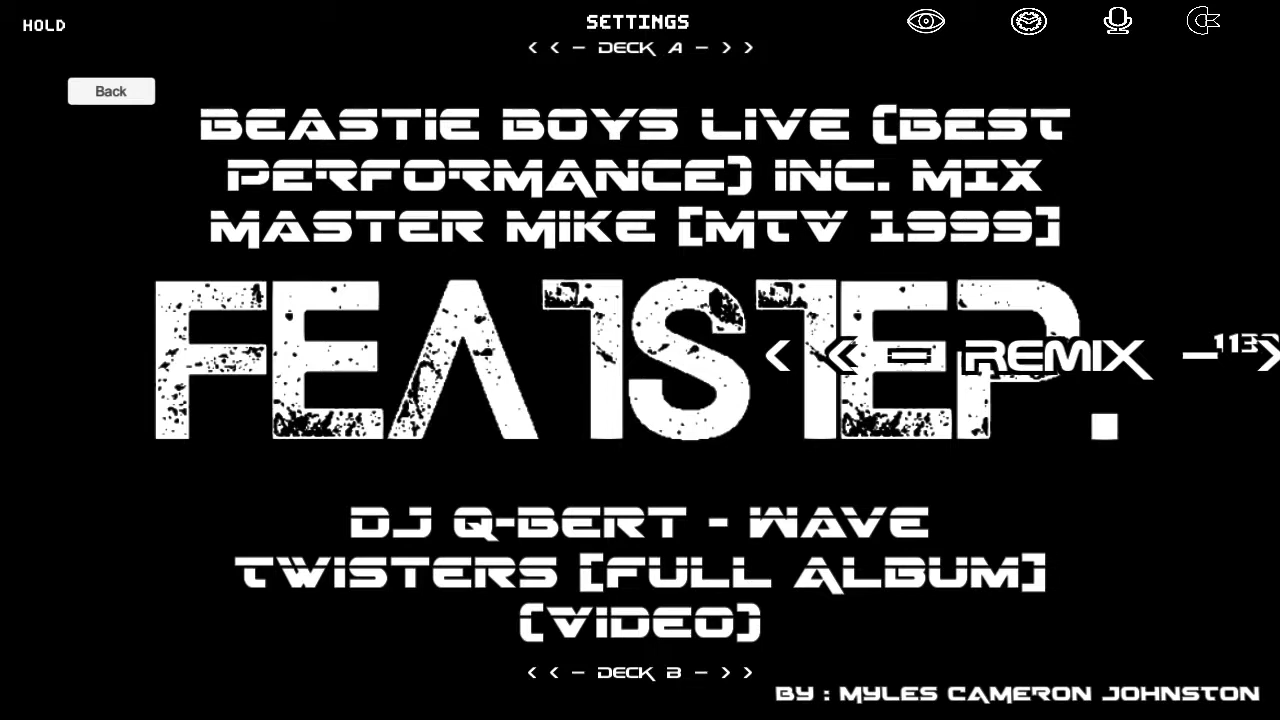 HOLD
SETTINGS
< < - DECK A - > >
Back
BEASTIE BOYS LIVE (BEST
PERFORMANCE) INC. MIX
MASTER MIKE [MTV 1999]
FEATSTEP.
< < = REMIX - 113 >
DJ Q-BERT - WAVE
TWISTERS [FULL ALBUM]
(VIDEO)
< < - DECK B - > >
BY : MYLES CAMERON JOHNSTON